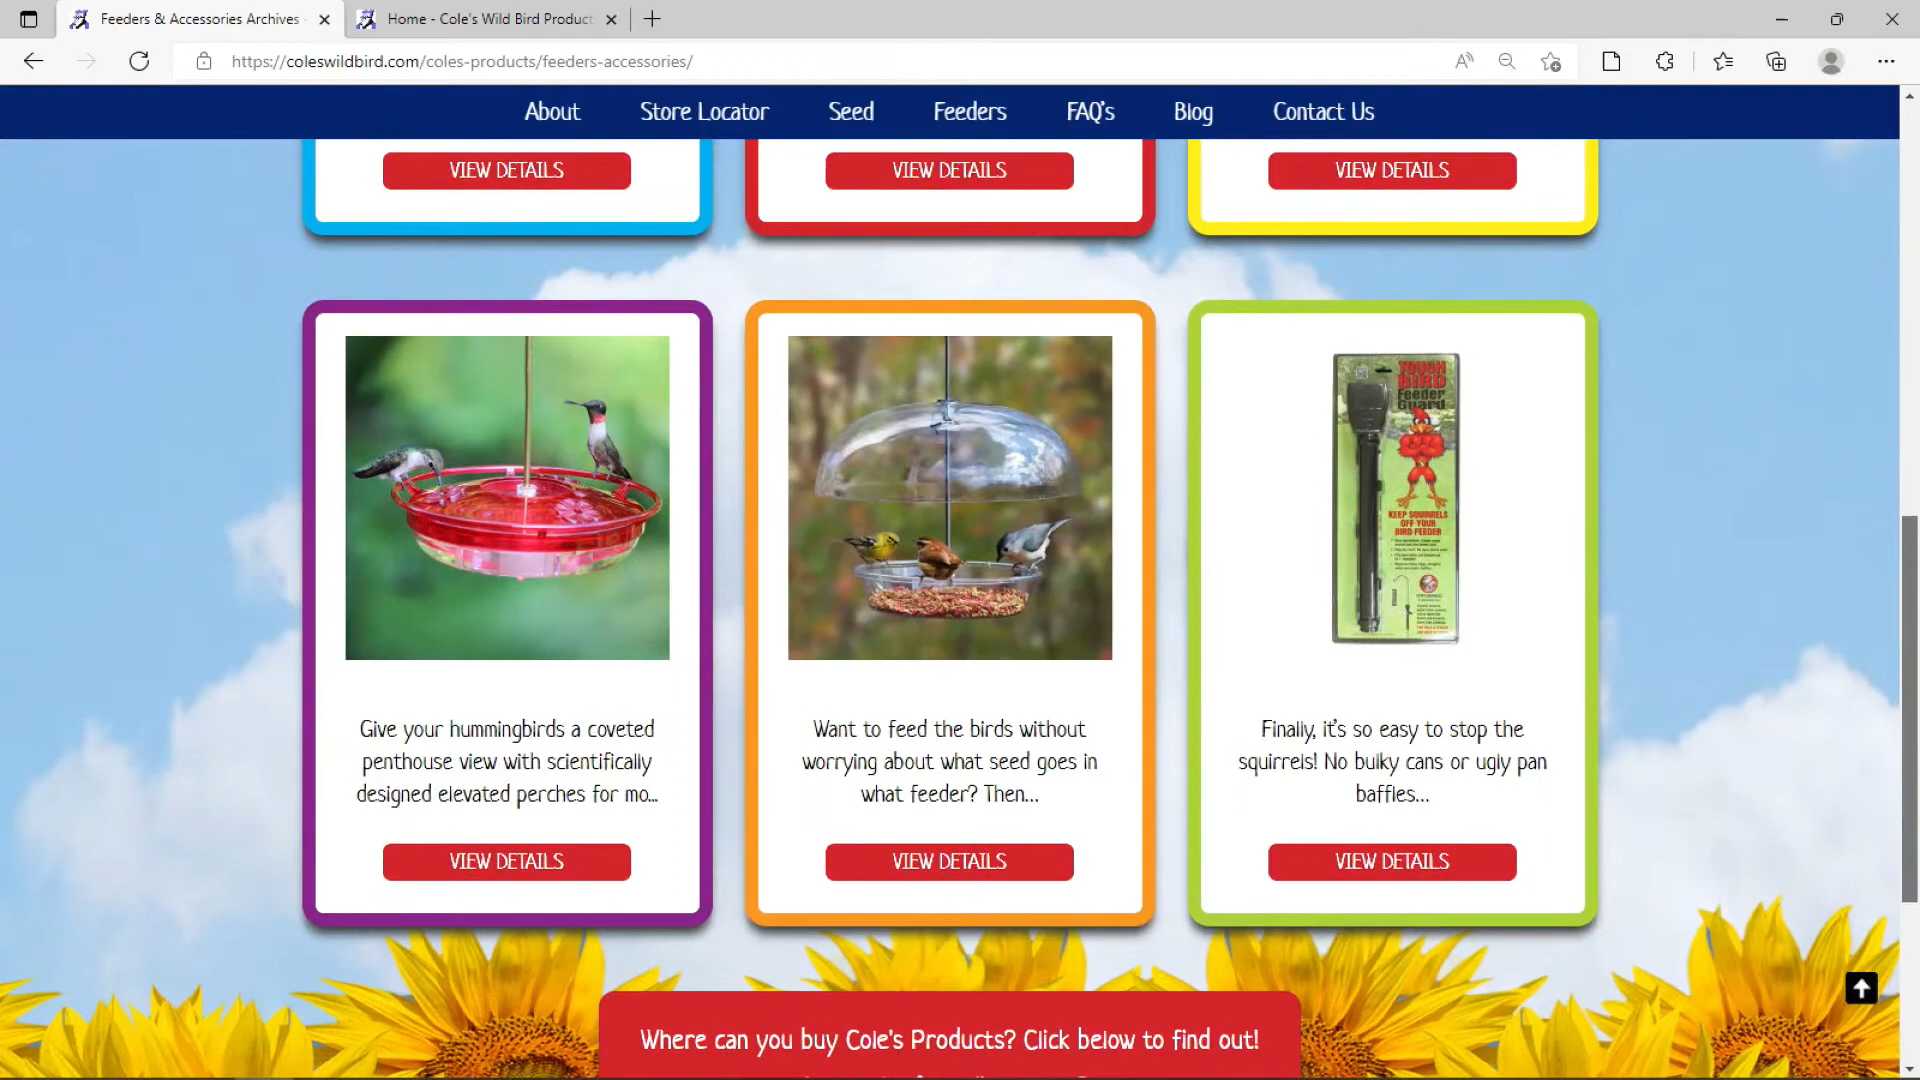 Feeders & Accessories Archives
Home - Cole's Wild Bird Product
https://coleswildbird.com/coles-products/feeders-accessories/
About Store Locator Seed Feeders FAQ's Blog Contact Us
VIEW DETAILS VIEW DETAILS VIEW DETAILS
TOUGH
BIRD
Feeder
Guard
KEEP SQUIRRELS
OFF YOUR
BIRD FEEDER
Give your hummingbirds a coveted
penthouse view with scientifically
designed elevated perches for mo...
VIEW DETAILS
Want to feed the birds without
worrying about what seed goes in
what feeder? Then...
VIEW DETAILS
Finally, it's so easy to stop the
squirrels! No bulky cans or ugly pan
baffles...
VIEW DETAILS
Where can you buy Cole's Products? Click below to find out!